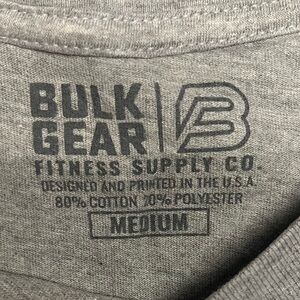 BULK
GEAR
FITNESS SUPPLY CO.
DESIGNED AND PRINTED IN THE U.S.A.
80% COTTON 20% POLYESTER
MEDIUM